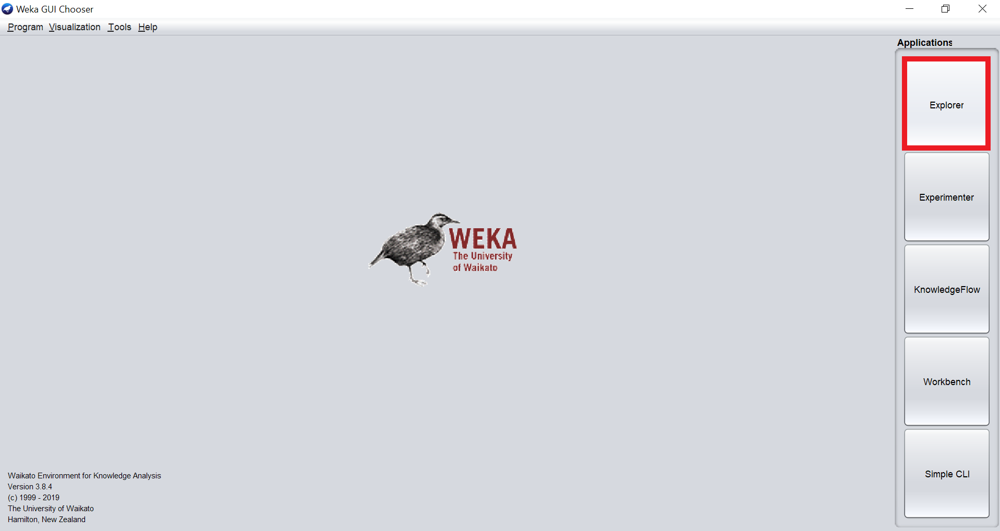 Weka GUI Chooser
Program Visualization Tools Help
Applications
Explorer
Experimenter
KnowledgeFlow
Workbench
Simple CLI
WEKA
The University
of Waikato
Waikato Environment for Knowledge Analysis
Version 3.8.4
(c) 1999 - 2019
The University of Waikato
Hamilton, New Zealand